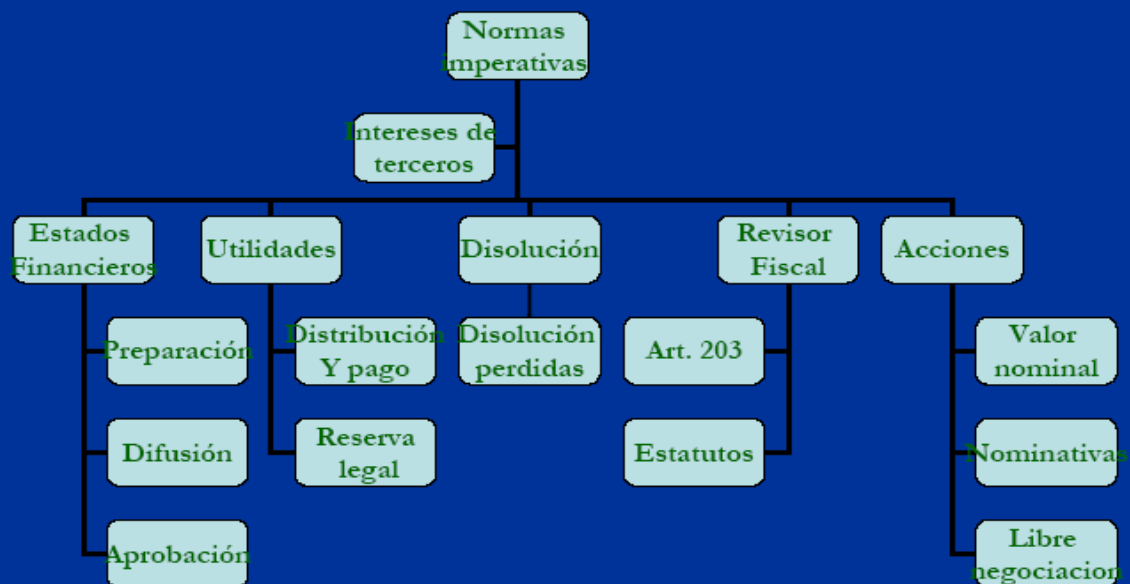 Normas
imperativas
Intereses de
terceros
Estados
Financieros
Utilidades
Disolución
Revisor
Fiscal
Acciones
Preparación
Distribución
Y pago
Disolución
perdidas
Art. 203
Valor
nominal
Difusión
Reserva
legal
Estatutos
Nominativas
Aprobación
Libre
negociacion